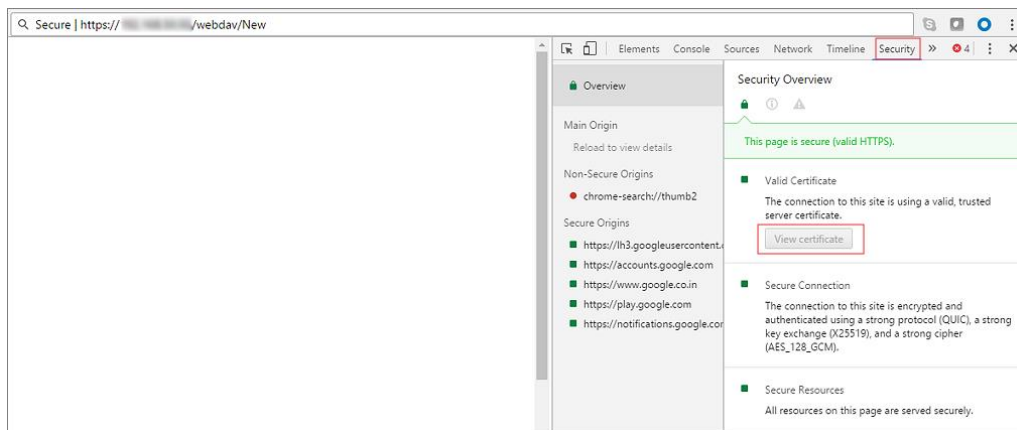 Secure | https:// /webdav/New
Elements Console Sources Network Timeline Security » 4
Overview
Main Origin
Reload to view details
Non-Secure Origins
chrome-search://thumb2
Secure Origins
https://lh3.googleusercontent.
https://accounts.google.com
https://www.google.co.in
https://play.google.com
https://notifications.google.cor
Security Overview
This page is secure (valid HTTPS).
Valid Certificate
The connection to this site is using a valid, trusted
server certificate.
View certificate
Secure Connection
The connection to this site is encrypted and
authenticated using a strong protocol (QUIC), a strong
key exchange (X25519), and a strong cipher
(AES_128_GCM).
Secure Resources
All resources on this page are served securely.